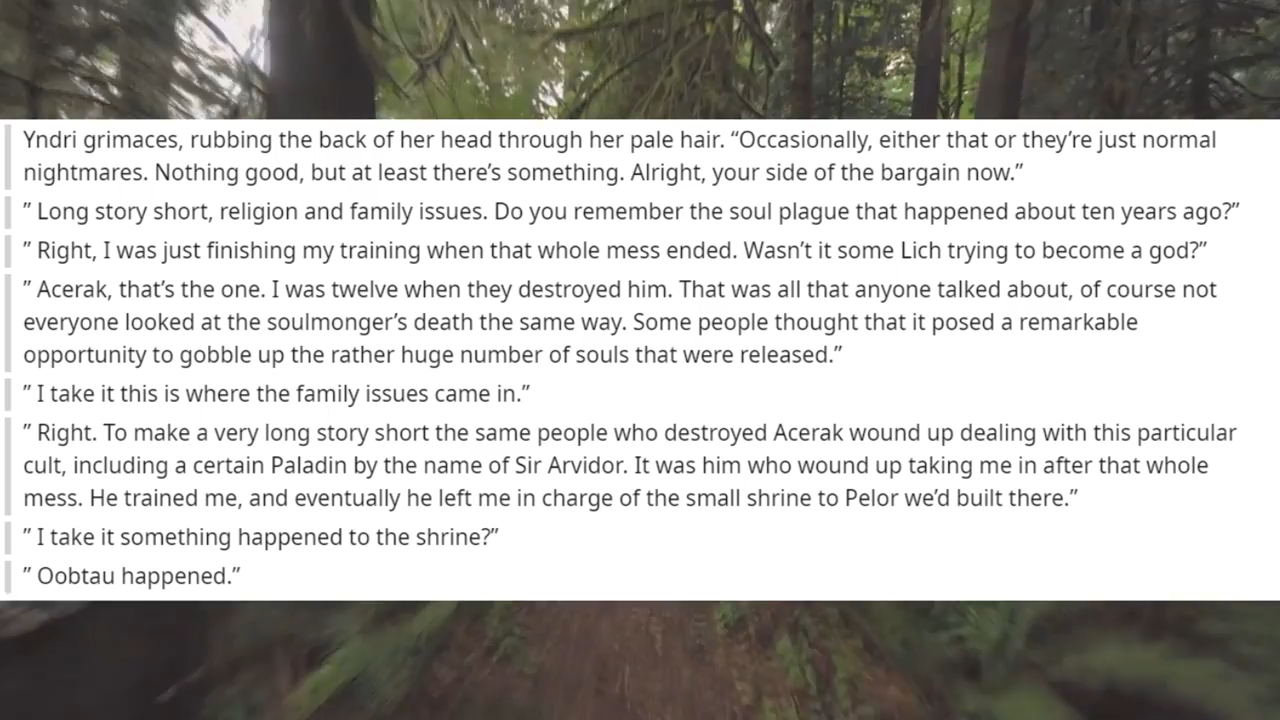 Yndri grimaces, rubbing the back of her head through her pale hair. “Occasionally, either that or they’re just normal
nightmares. Nothing good, but at least there’s something. Alright, your side of the bargain now.”
” Long story short, religion and family issues. Do you remember the soul plague that happened about ten years ago?”
” Right, I was just finishing my training when that whole mess ended. Wasn’t it some Lich trying to become a god?”
” Acerak, that’s the one. I was twelve when they destroyed him. That was all that anyone talked about, of course not
everyone looked at the soulmonger’s death the same way. Some people thought that it posed a remarkable
opportunity to gobble up the rather huge number of souls that were released.”
” I take it this is where the family issues came in.”
” Right. To make a very long story short the same people who destroyed Acerak wound up dealing with this particular
cult, including a certain Paladin by the name of Sir Arvidor. It was him who wound up taking me in after that whole
mess. He trained me, and eventually he left me in charge of the small shrine to Pelor we’d built there.”
” I take it something happened to the shrine?”
” Oobtau happened.”